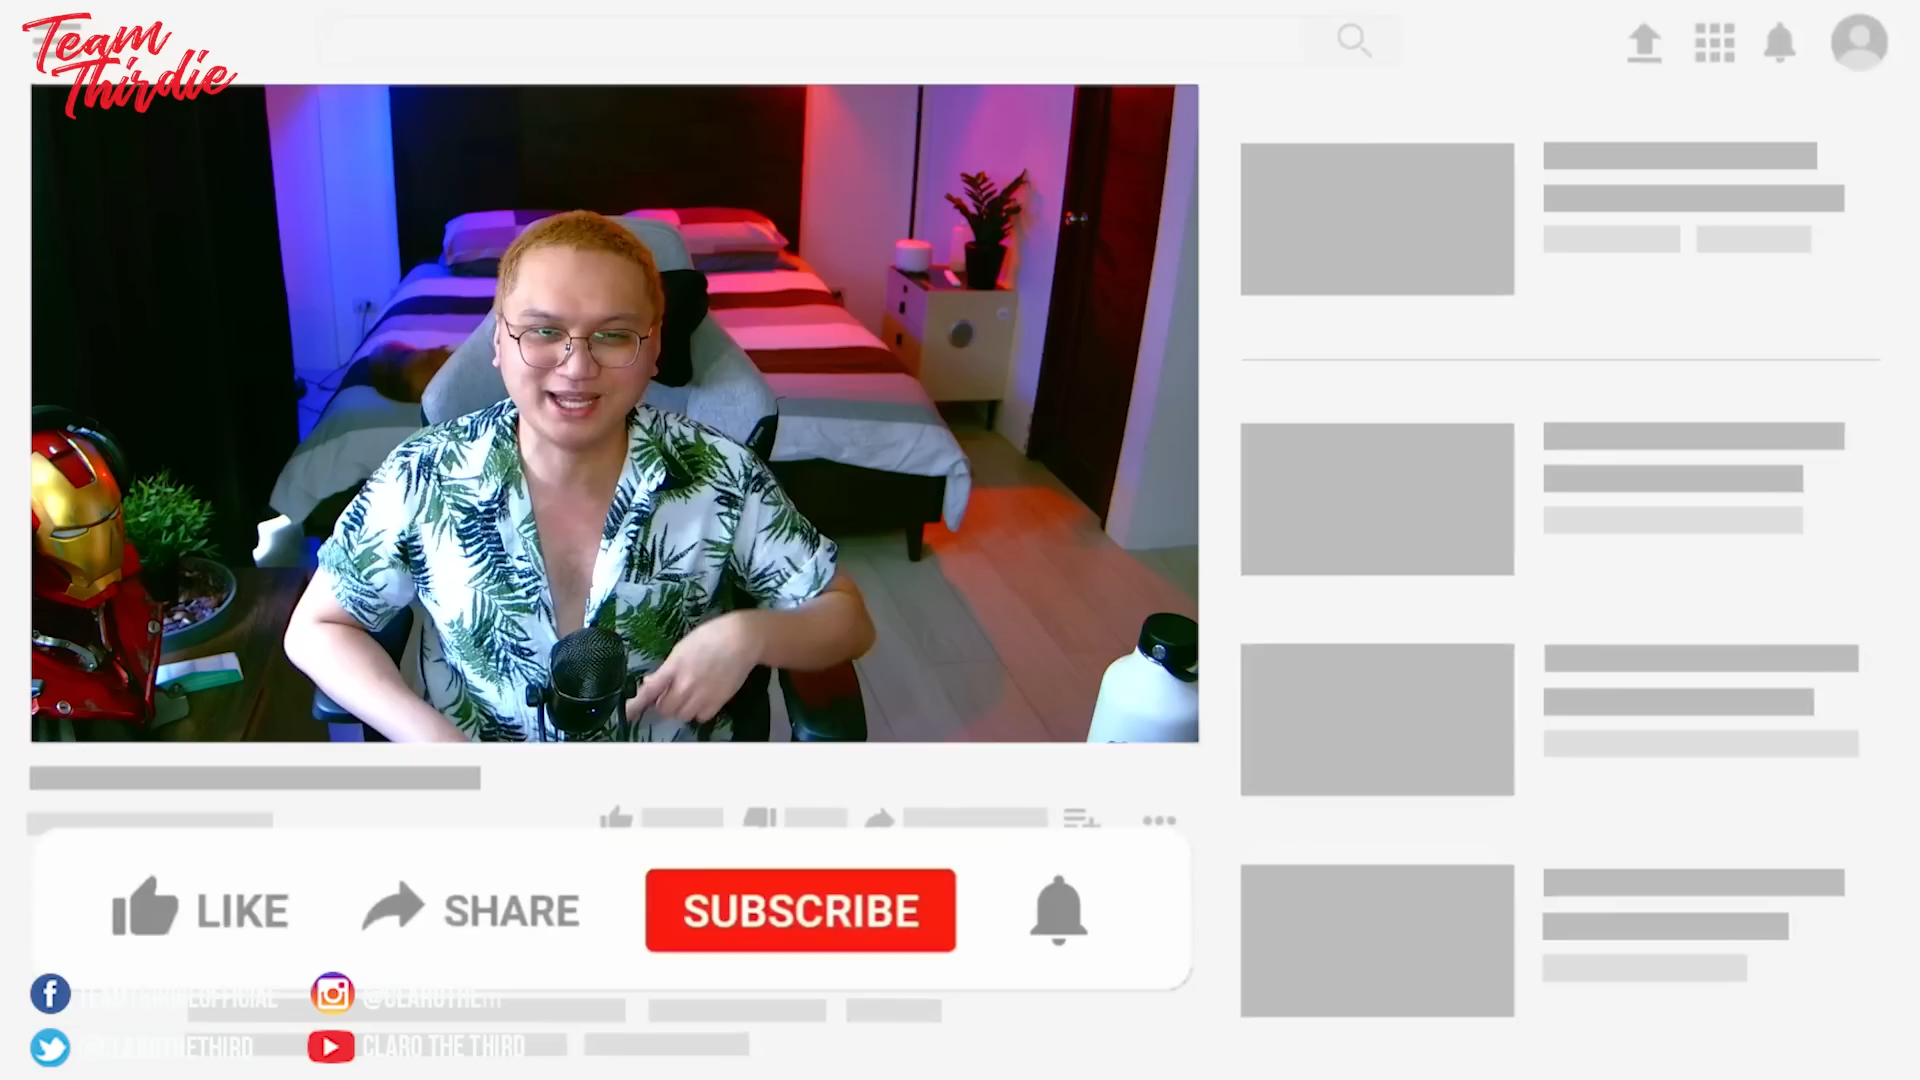 Team
Thirdie
LIKE
SHARE
SUBSCRIBE
CLARO THE THIRD